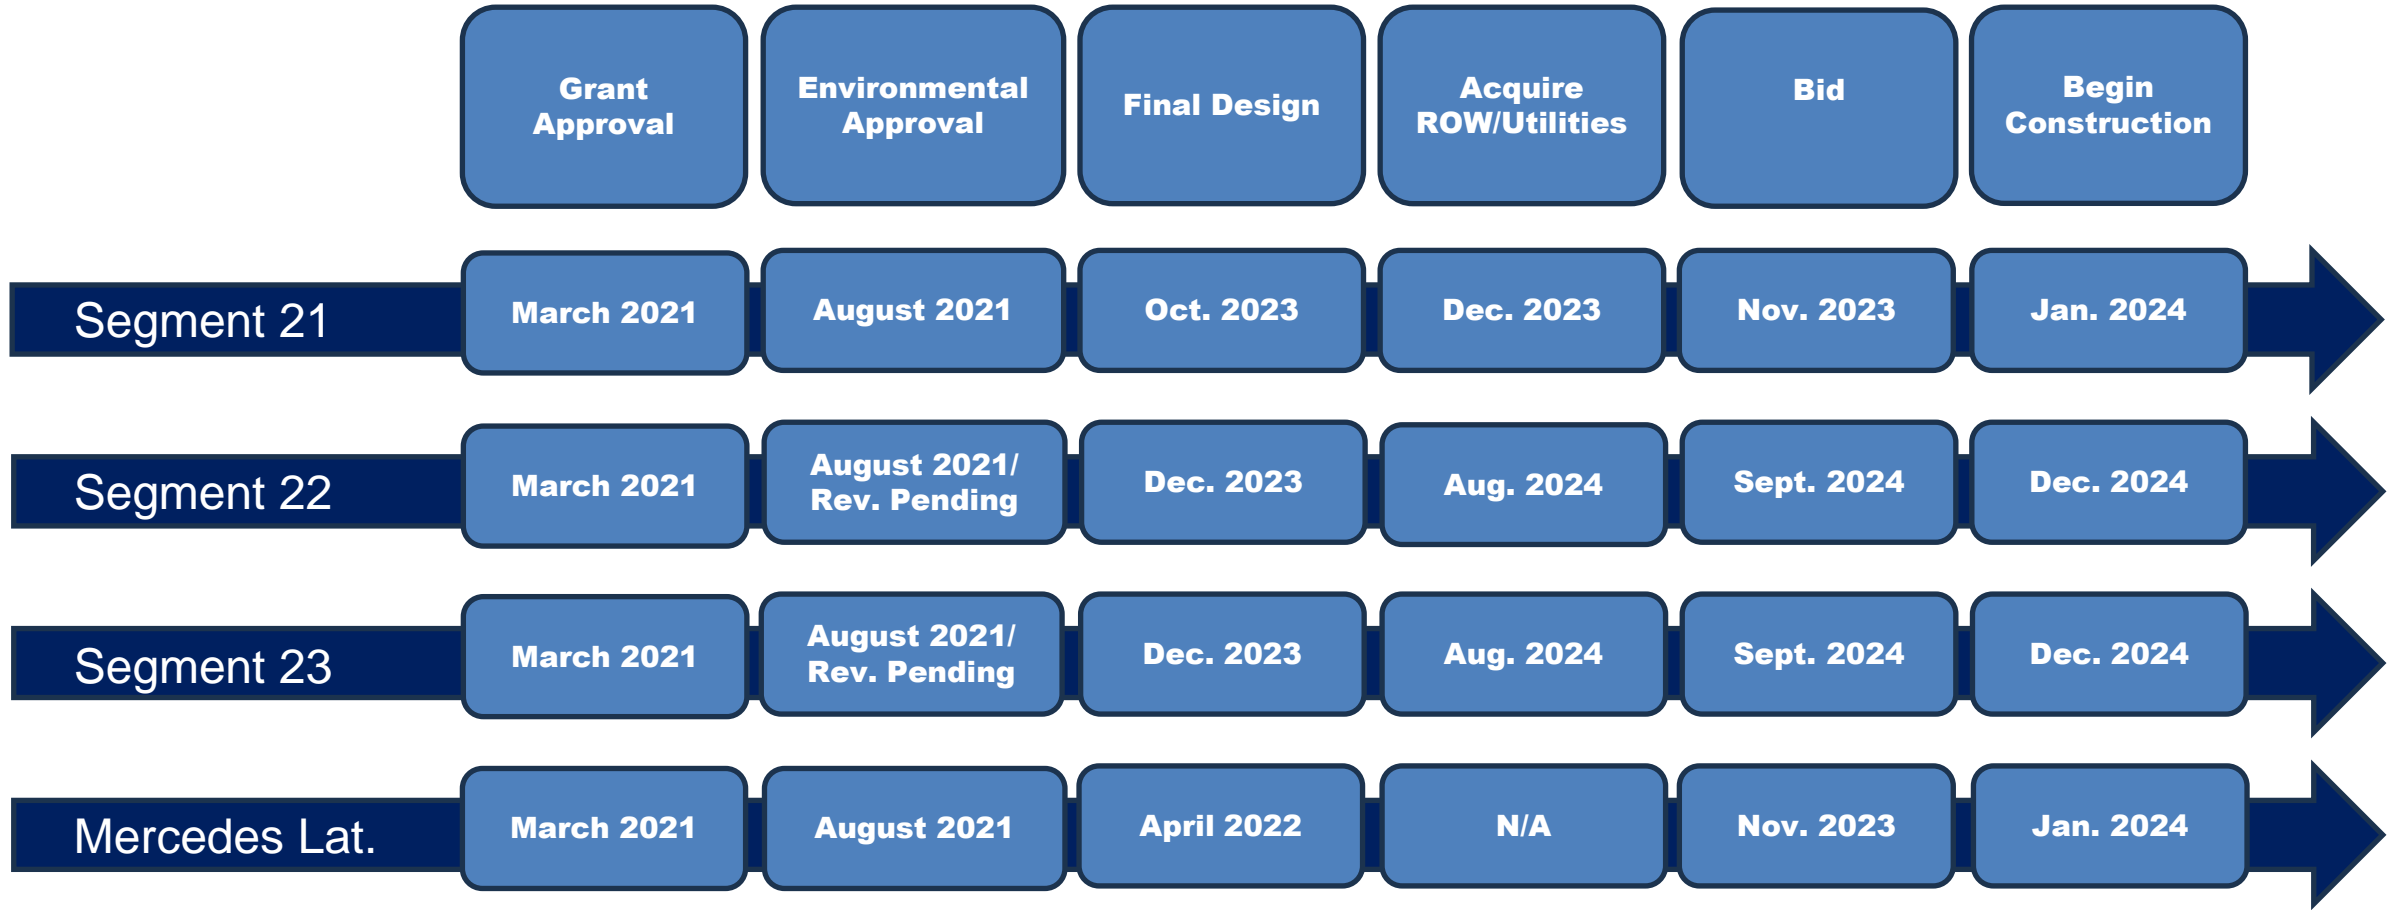 Grant
Approval
Environmental
Approval
Final Design
Acquire
ROW/Utilities
Bid
Begin
Construction
Segment 21
March 2021
August 2021
Oct. 2023
Dec. 2023
Nov. 2023
Jan. 2024
Segment 22
March 2021
August 2021/
Rev. Pending
Dec. 2023
Aug. 2024
Sept. 2024
Dec. 2024
Segment 23
March 2021
August 2021/
Rev. Pending
Dec. 2023
Aug. 2024
Sept. 2024
Dec. 2024
Mercedes Lat.
March 2021
August 2021
April 2022
N/A
Nov. 2023
Jan. 2024